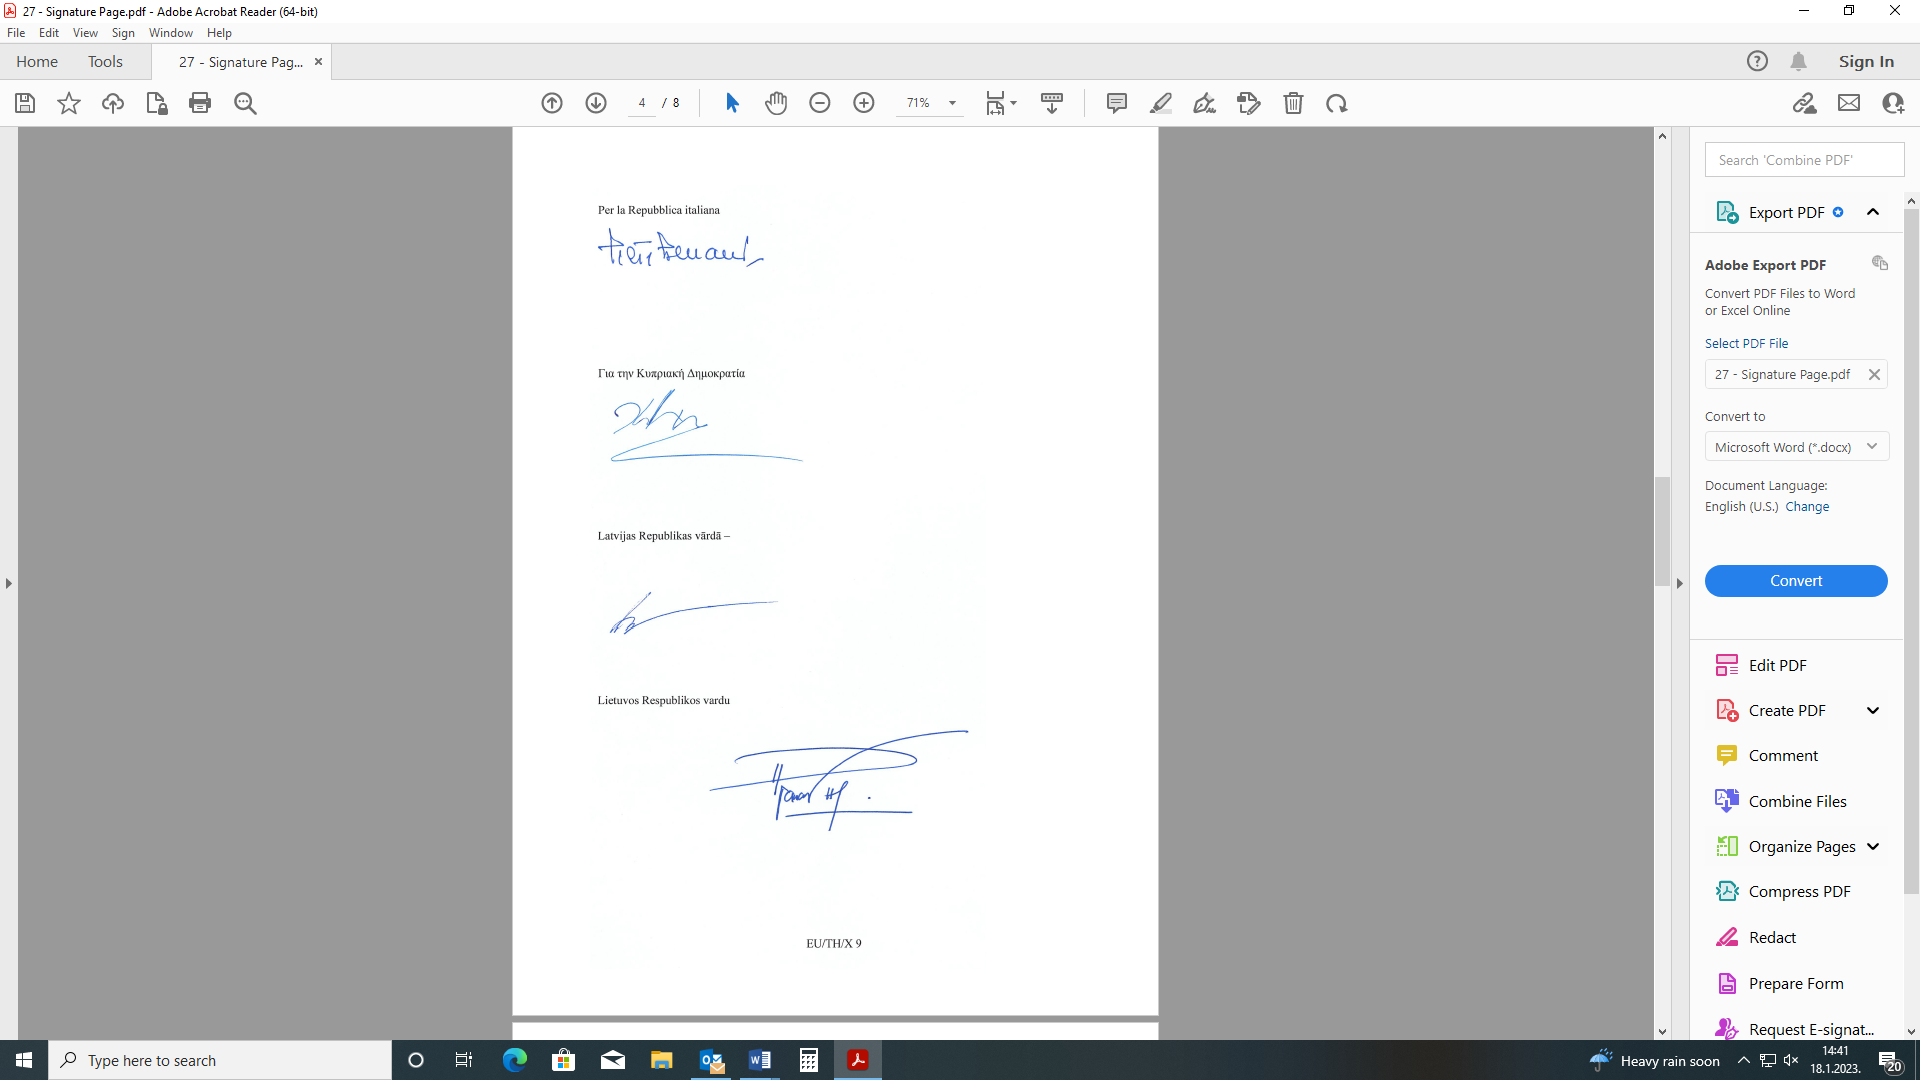 27 - Signature Page.pdf - Adobe Acrobat Reader (64-bit)
File Edit View Sign Window Help
Home Tools 27 - Signature Pag... × Sign In
4 / 8 71%
Per la Repubblica italiana
Για την Κυπριακή Δημοκρατία
Latvijas Republikas vārdā –
Lietuvos Respublikos vardu
EU/TH/X 9
Search 'Combine PDF'
Export PDF
Adobe Export PDF
Convert PDF Files to Word
or Excel Online
Select PDF File
27 - Signature Page.pdf
Convert to
Microsoft Word (*.docx)
Document Language:
English (U.S.) Change
Convert
Edit PDF
Create PDF
Comment
Combine Files
Organize Pages
Compress PDF
Redact
Prepare Form
Request E-signat...
Type here to search
Heavy rain soon
14:41
18.1.2023.
20